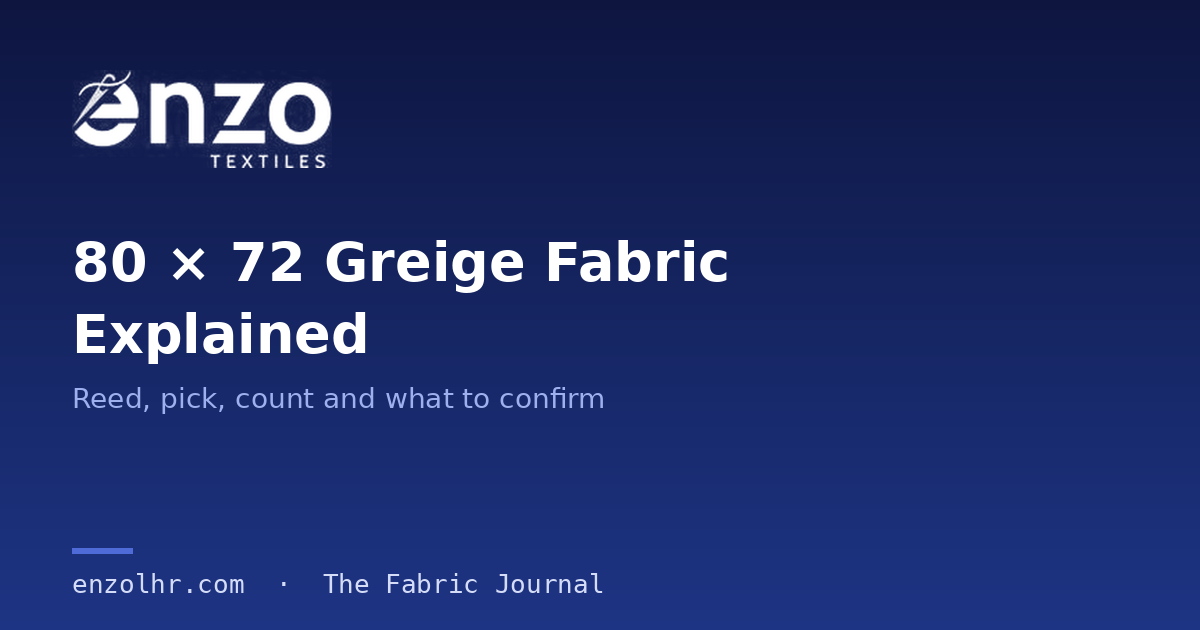 enzo
TEXTILES
80 × 72 Greige Fabric
Explained
Reed, pick, count and what to confirm
enzolhr.com · The Fabric Journal